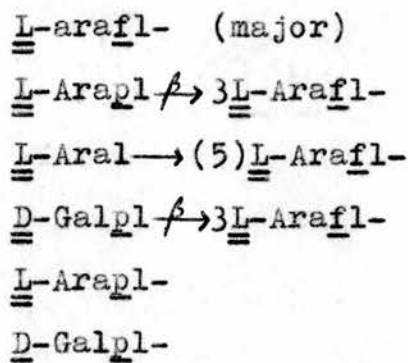 L-araf1- (major)
L-Arap1 β→ 3L-Araf1-
L-Ara1→(5)L-Araf1-
D-Galp1 β→3L-Araf1-
L-Arap1-
D-Galp1-